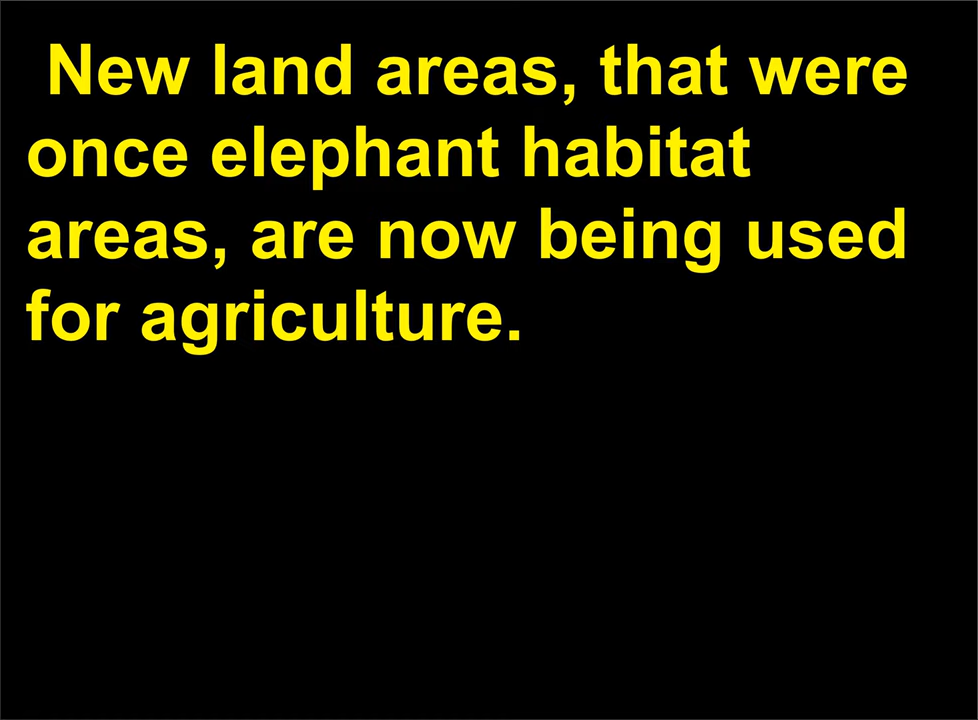 New land areas, that were
once elephant habitat
areas, are now being used
for agriculture.